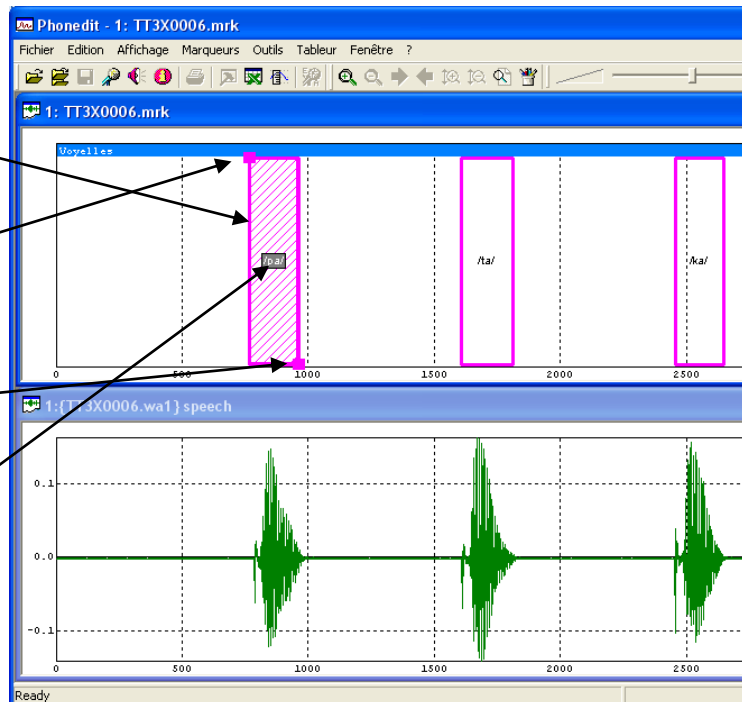 Phonedit - 1: TT3X0006.mrk
Fichier Edition Affichage Marqueurs Outils Tableur Fenêtre ?
1: TT3X0006.mrk
Voyelles
/pa/ /ta/ /ka/
0 500 1000 1500 2000 2500
1:{TT3X0006.wa1} speech
0.1
0.0
-0.1
0 500 1000 1500 2000 2500
Ready